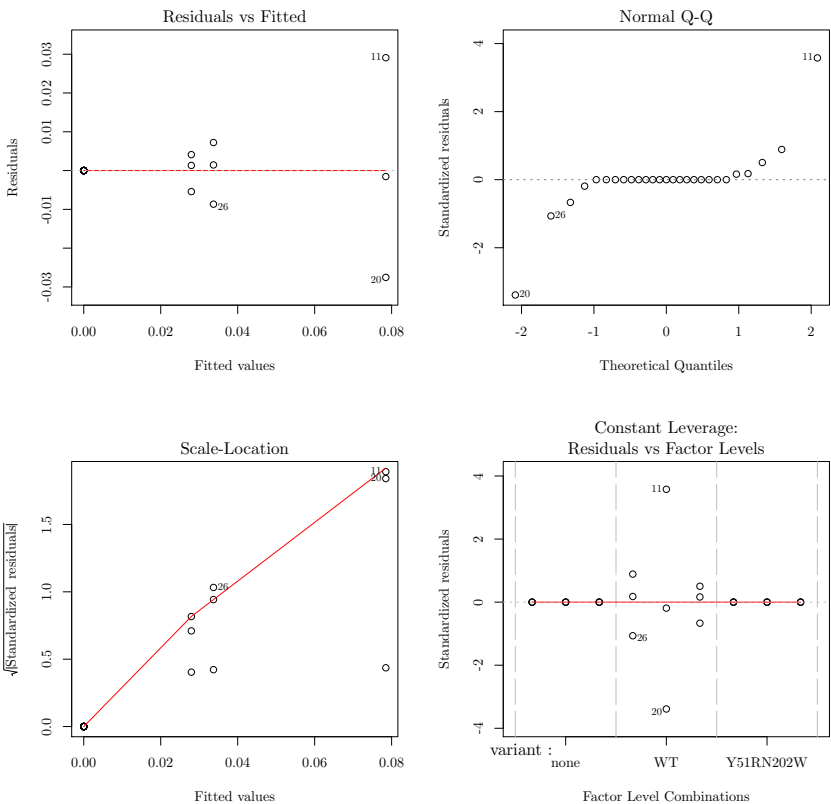 Residuals vs Fitted
Residuals
0.03
0.01
-0.01
-0.03
11
26
20
0.00 0.02 0.04 0.06 0.08
Fitted values
Normal Q-Q
Standardized residuals
4
2
0
-2
11
26
20
-2 -1 0 1 2
Theoretical Quantiles
Scale-Location
√|Standardized residuals|
1.5
1.0
0.5
0.0
11
20
26
0.00 0.02 0.04 0.06 0.08
Fitted values
Constant Leverage:
Residuals vs Factor Levels
Standardized residuals
4
2
0
-2
-4
11
26
20
variant :
none WT Y51RN202W
Factor Level Combinations